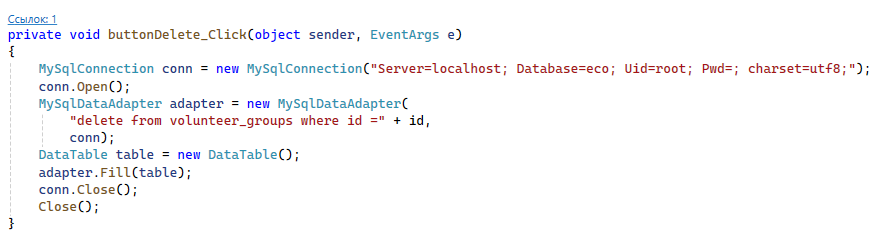 Ссылок: 1
private void buttonDelete_Click(object sender, EventArgs e)
{
    MySqlConnection conn = new MySqlConnection("Server=localhost; Database=eco; Uid=root; Pwd=; charset=utf8;");
    conn.Open();
    MySqlDataAdapter adapter = new MySqlDataAdapter(
        "delete from volunteer_groups where id =" + id,
        conn);
    DataTable table = new DataTable();
    adapter.Fill(table);
    conn.Close();
    Close();
}